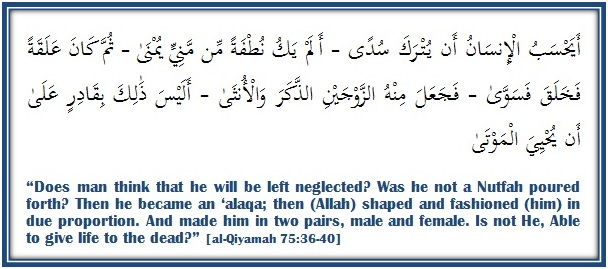 أَيَحْسَبُ الْإِنسَانُ أَن يُتْرَكَ سُدًى – أَلَمْ يَكُ نُطْفَةً مِّن مَّنِيٍّ يُمْنَىٰ – ثُمَّ كَانَ عَلَقَةً
فَخَلَقَ فَسَوَّىٰ – فَجَعَلَ مِنْهُ الزَّوْجَيْنِ الذَّكَرَ وَالْأُنثَىٰ – أَلَيْسَ ذَٰلِكَ بِقَادِرٍ عَلَىٰ
أَن يُحْيِيَ الْمَوْتَىٰ
“Does man think that he will be left neglected? Was he not a Nutfah poured
forth? Then he became an ‘alaqa; then (Allah) shaped and fashioned (him) in
due proportion. And made him in two pairs, male and female. Is not He, Able
to give life to the dead?” [al-Qiyamah 75:36-40]